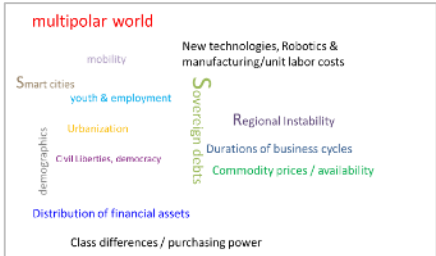 multipolar world
New technologies, Robotics &
manufacturing/unit labor costs
mobility
Smart cities
youth & employment
Sovereign debts
Regional Instability
Urbanization
demographics
Durations of business cycles
Civil Liberties, democracy
Commodity prices / availability
Distribution of financial assets
Class differences / purchasing power